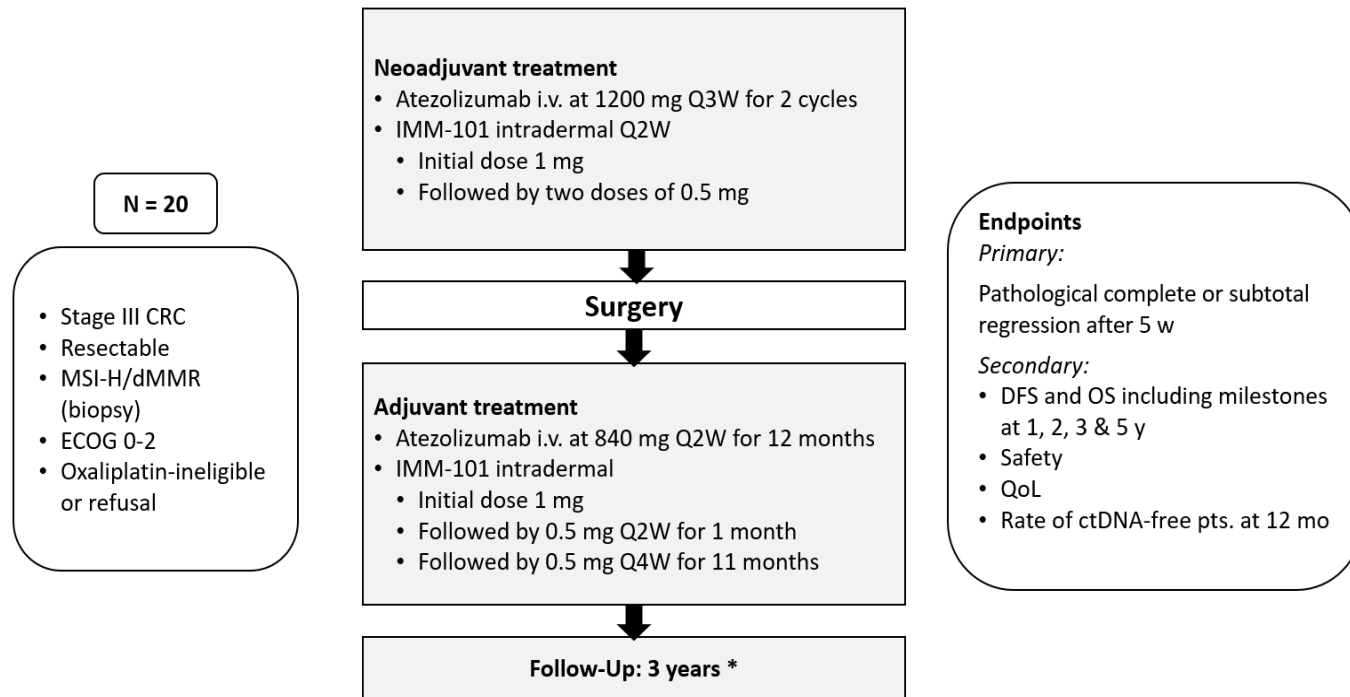 N = 20
• Stage III CRC
• Resectable
• MSI-H/dMMR
(biopsy)
• ECOG 0-2
• Oxaliplatin-ineligible
or refusal
Neoadjuvant treatment
• Atezolizumab i.v. at 1200 mg Q3W for 2 cycles
• IMM-101 intradermal Q2W
• Initial dose 1 mg
• Followed by two doses of 0.5 mg
Surgery
Adjuvant treatment
• Atezolizumab i.v. at 840 mg Q2W for 12 months
• IMM-101 intradermal
• Initial dose 1 mg
• Followed by 0.5 mg Q2W for 1 month
• Followed by 0.5 mg Q4W for 11 months
Follow-Up: 3 years *
Endpoints
Primary:
Pathological complete or subtotal
regression after 5 w
Secondary:
• DFS and OS including milestones
at 1, 2, 3 & 5 y
• Safety
• QoL
• Rate of ctDNA-free pts. at 12 mo